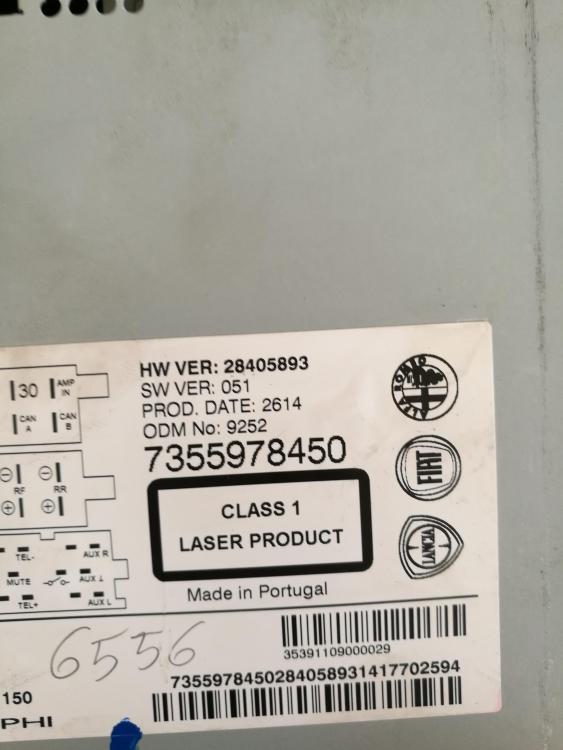 HW VER: 28405893
SW VER: 051
PROD. DATE: 2614
ODM No: 9252
7355978450
CLASS 1
LASER PRODUCT
Made in Portugal
ALFA ROMEO
FIAT
LANCIA
30 AMP IN
CAN A CAN B
RF RR
TEL- AUX R
MUTE AUX ⊥
TEL+ AUX L
6556
35391109000029
7355978450284058931417702594
150
PHI